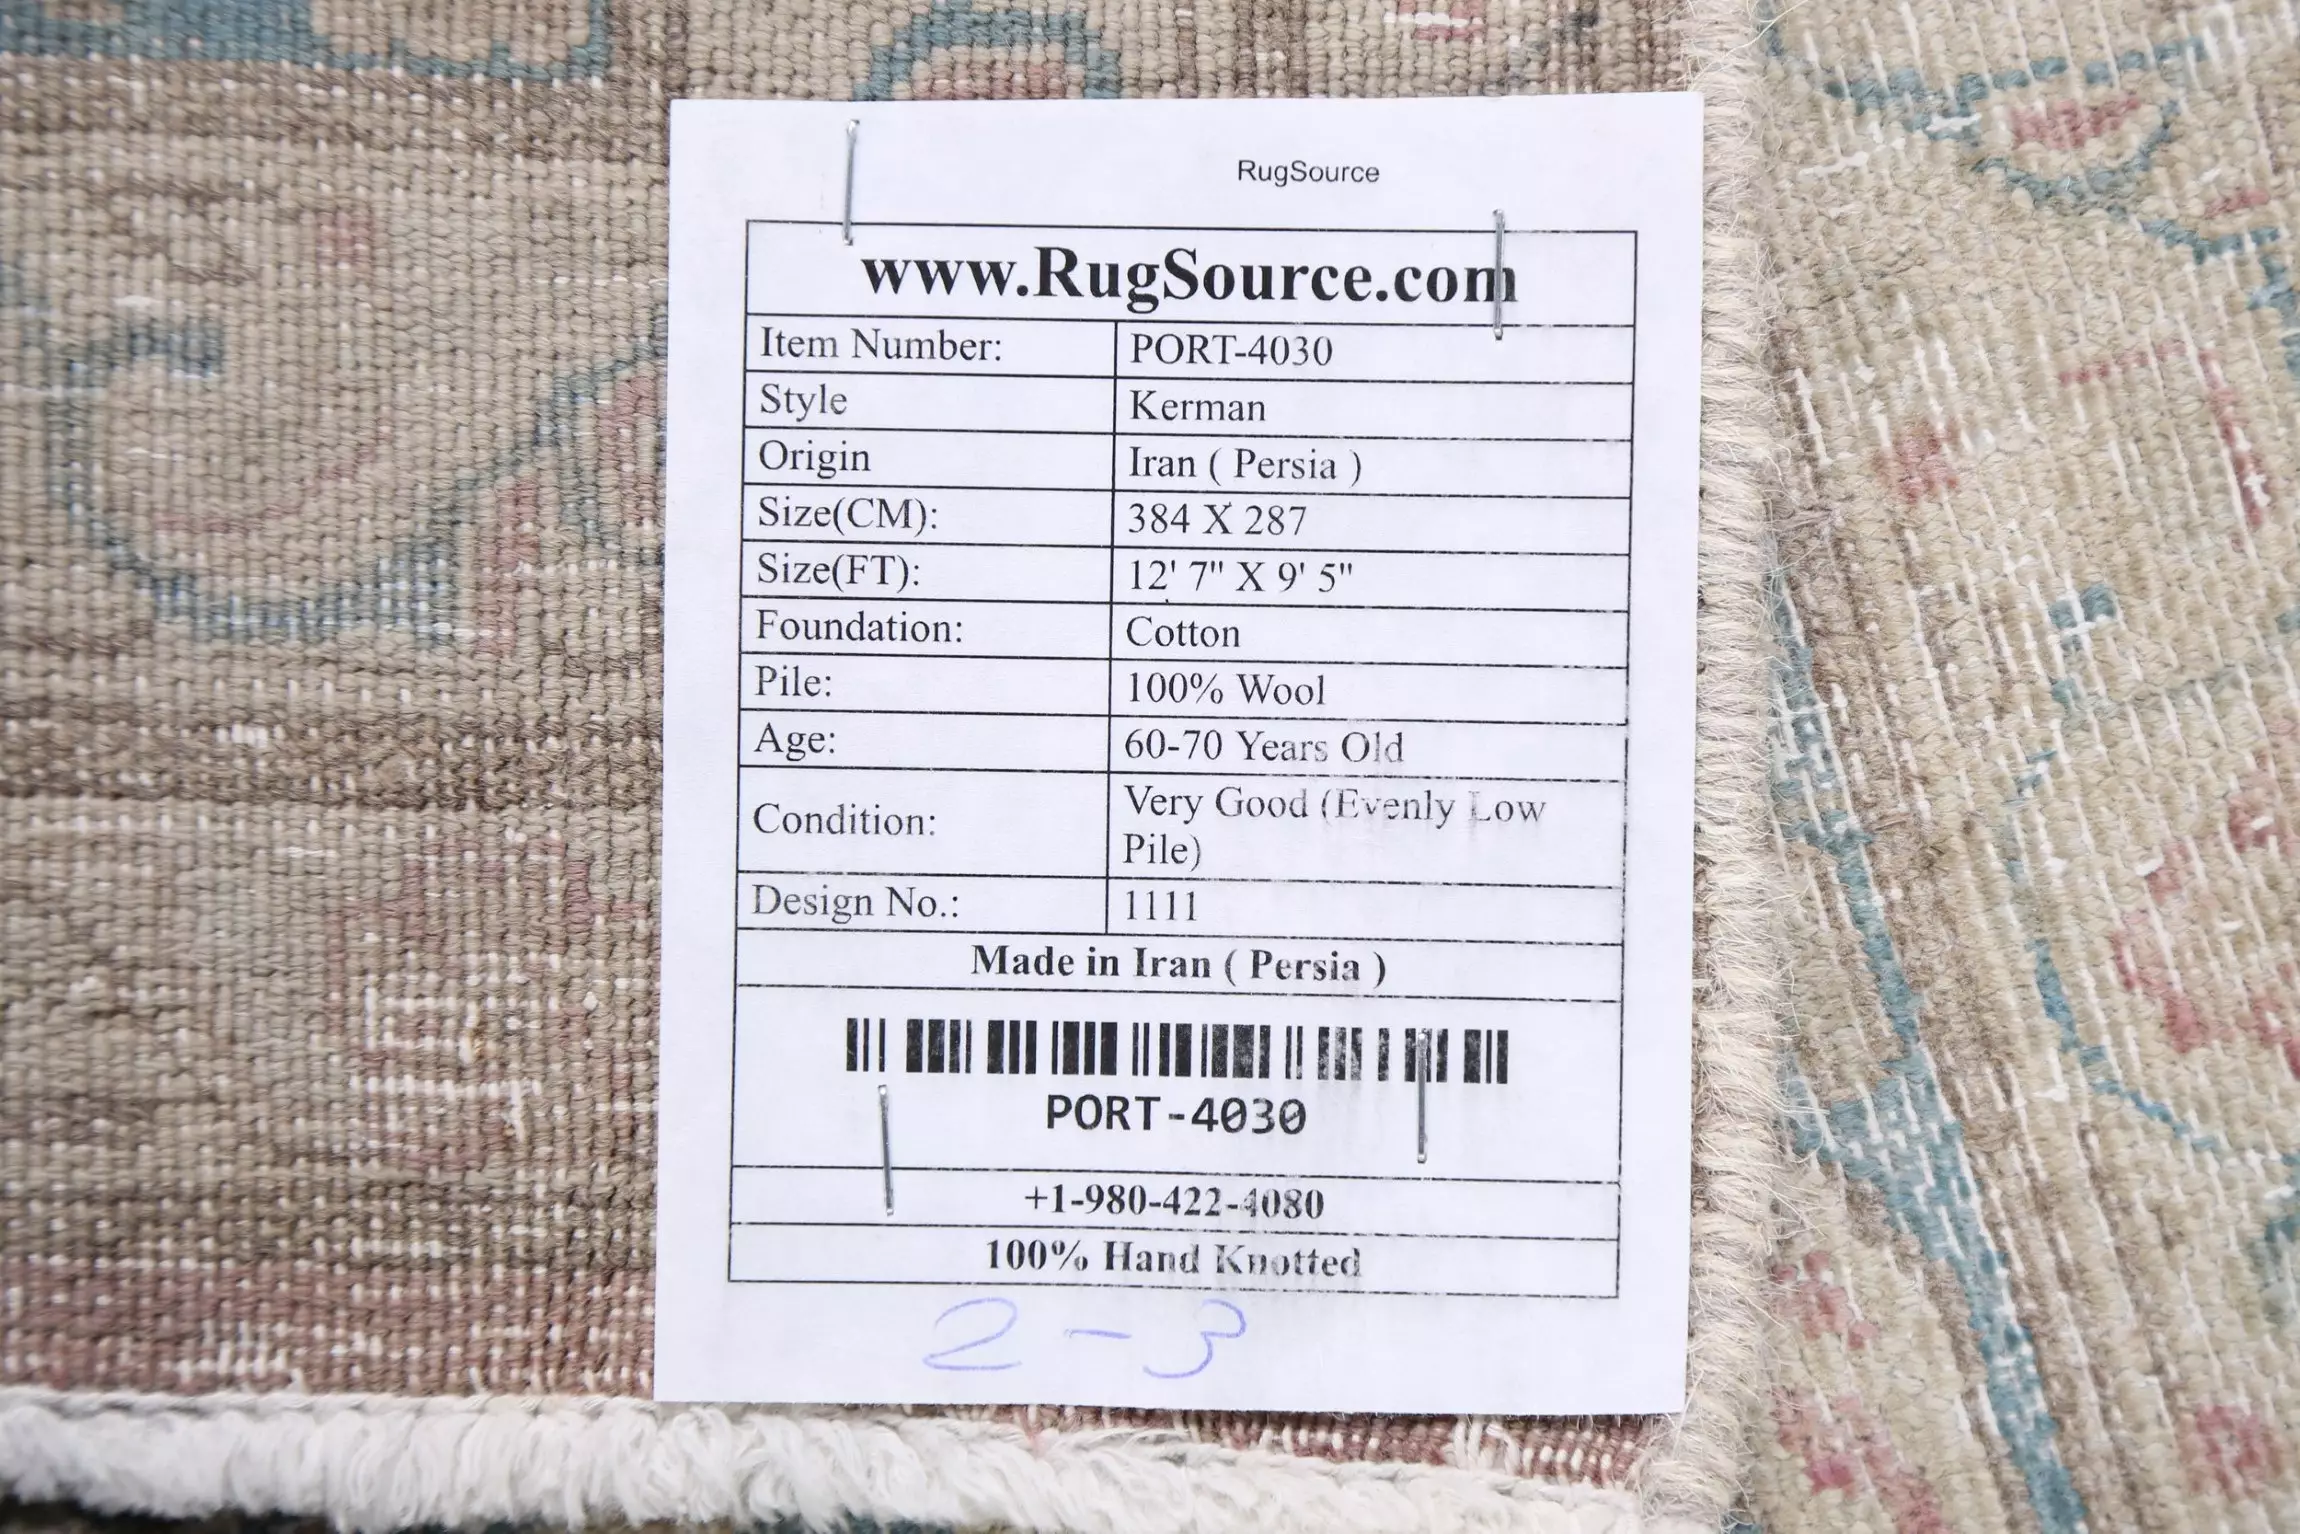 RugSource
www.RugSource.com
Item Number: PORT-4030
Style Kerman
Origin Iran ( Persia )
Size(CM): 384 X 287
Size(FT): 12' 7" X 9' 5"
Foundation: Cotton
Pile: 100% Wool
Age: 60-70 Years Old
Condition: Very Good (Evenly Low
Pile)
Design No.: 1111
Made in Iran ( Persia )
PORT-4030
+1-980-422-4080
100% Hand Knotted
2-3